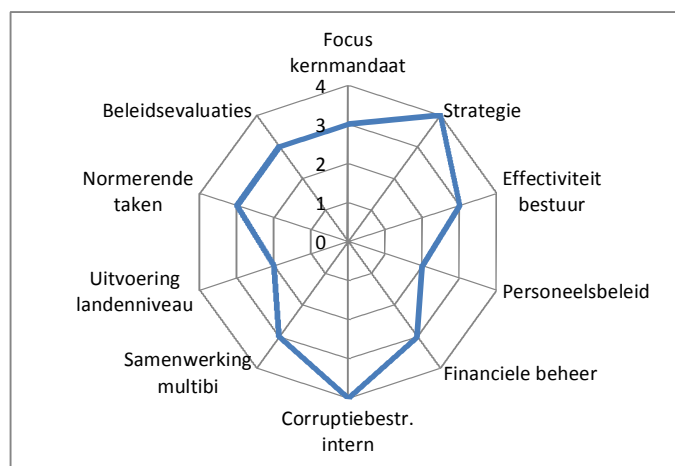 Focus
kernmandaat
Strategie
Effectiviteit
bestuur
Personeelsbeleid
Financiele beheer
Corruptiebestr.
intern
Samenwerking
multibi
Uitvoering
landenniveau
Normerende
taken
Beleidsevaluaties
4
3
2
1
0